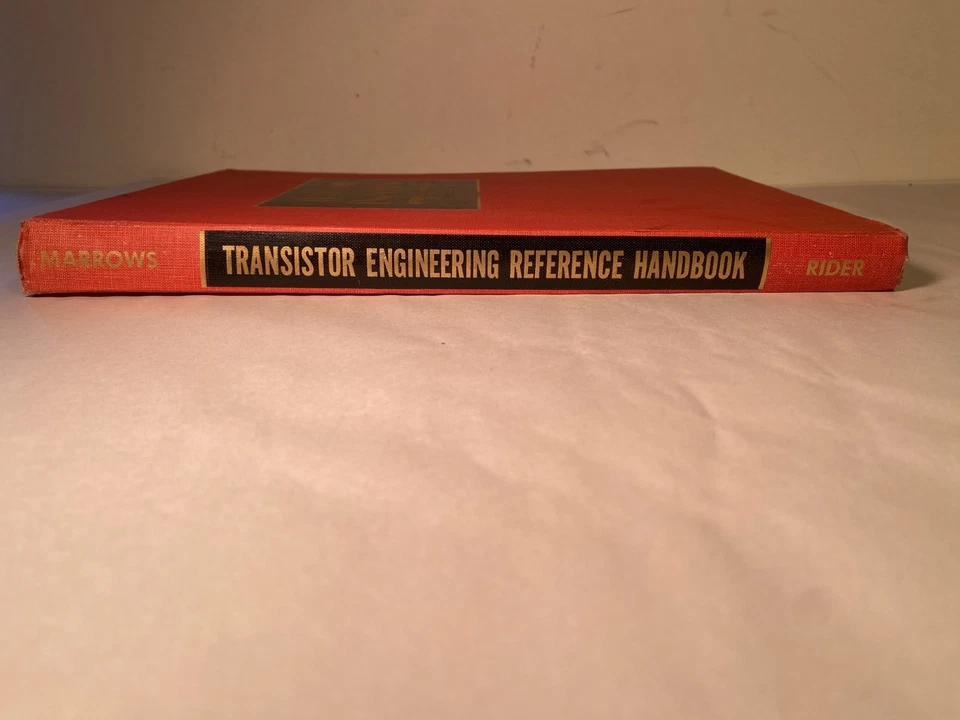 MARROWS
TRANSISTOR ENGINEERING REFERENCE HANDBOOK
RIDER